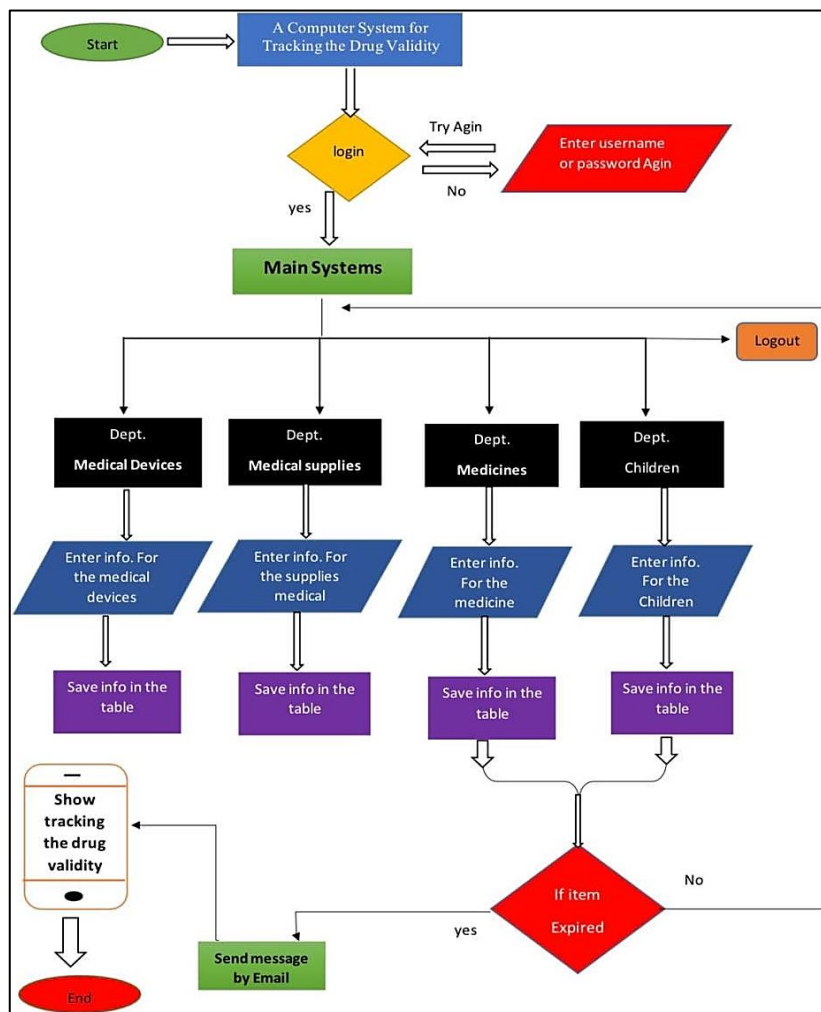 Start
A Computer System for
Tracking the Drug Validity
login
Try Agin
No
Enter username
or password Agin
yes
Main Systems
Logout
Dept.
Medical Devices
Dept.
Medical supplies
Dept.
Medicines
Dept.
Children
Enter info. For
the medical
devices
Enter info. For
the supplies
medical
Enter info.
For the
medicine
Enter info.
For the
Children
Save info in the
table
Save info in the
table
Save info in the
table
Save info in the
table
Show
tracking
the drug
validity
If item
Expired
No
yes
Send message
by Email
End